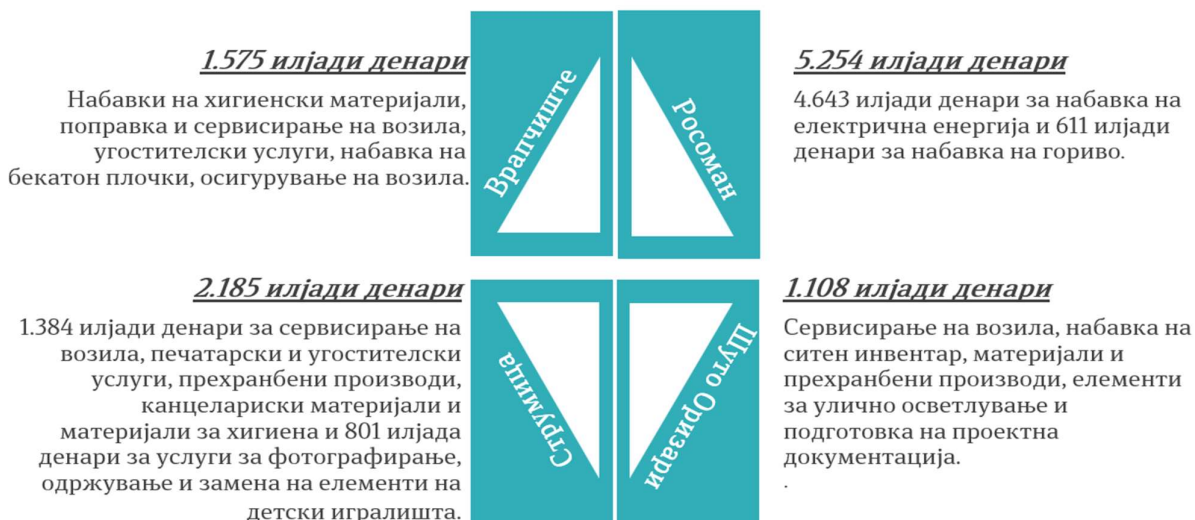 1.575 илјади денари
Набавки на хигиенски материјали,
поправка и сервисирање на возила,
угостителски услуги, набавка на
бекатон плочки, осигурување на возила.
Врапчиште
Росоман
5.254 илјади денари
4.643 илјади денари за набавка на
електрична енергија и 611 илјади
денари за набавка на гориво.
2.185 илјади денари
1.384 илјади денари за сервисирање на
возила, печатарски и угостителски
услуги, прехранбени производи,
канцелариски материјали и
материјали за хигиена и 801 илјада
денари за услуги за фотографирање,
одржување и замена на елементи на
детски игралишта.
Струмица
Шуто Оризари
1.108 илјади денари
Сервисирање на возила, набавка на
ситен инвентар, материјали и
прехранбени производи, елементи
за улично осветлување и
подготовка на проектна
документација.
.